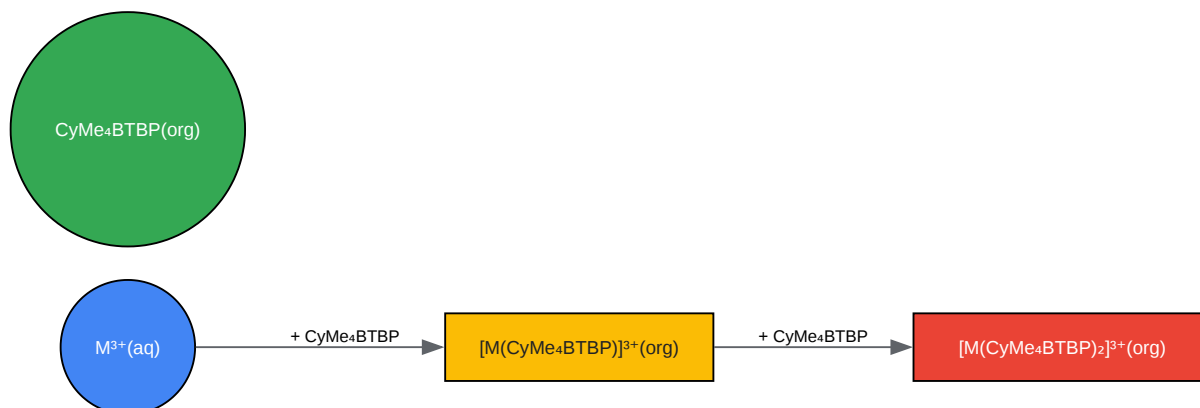 CyMe₄BTBP(org)
M³⁺(aq)
+ CyMe₄BTBP
[M(CyMe₄BTBP)]³⁺(org)
+ CyMe₄BTBP
[M(CyMe₄BTBP)₂]³⁺(org)